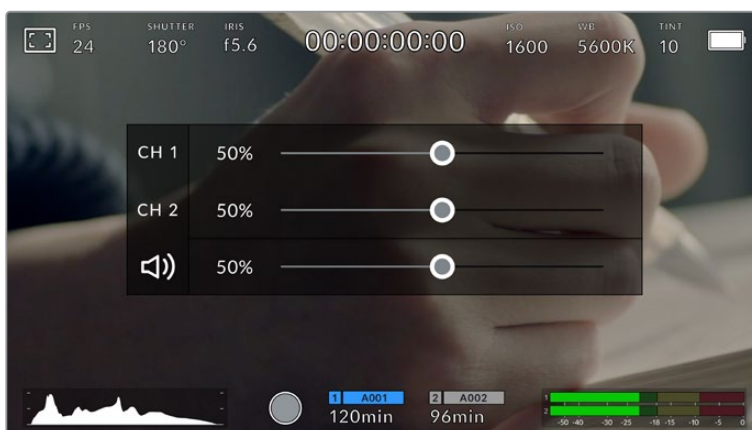 FPS SHUTTER IRIS ISO WB TINT
24 180° f5.6 00:00:00:00 1600 5600K 10
CH 1 50%
CH 2 50%
50%
1 A001 2 A002
120min 96min
1
2
-50 -40 -30 -25 -18 -15 -10 -5 0